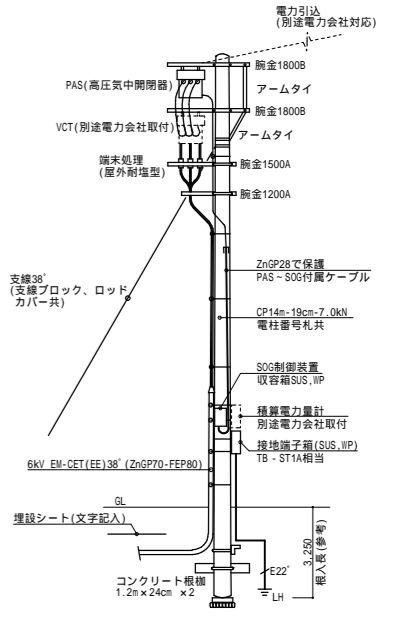 電力引込
(別途電力会社対応)
腕金1800B
PAS(高圧気中開閉器)
アームタイ
腕金1800B
VCT(別途電力会社取付)
アームタイ
端末処理
(屋外耐塩型)
腕金1500A
腕金1200A
ZnGP28で保護
PAS~SOG付属ケーブル
支線38°
(支線ブロック、ロッド
カバー共)
CP14m-19cm-7.0kN
電柱番号札共
SOG制御装置
収容箱SUS,WP
積算電力量計
別途電力会社取付
接地端子箱(SUS,WP)
TB - ST1A相当
6kV EM-CET(EE)38°(ZnGP70-FEP80)
GL
埋設シート(文字記入)
3,250
根入長(参考)
コンクリート根枷
1.2m×24cm ×2
E22°
LH